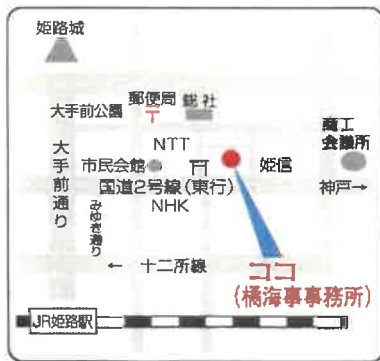 姫路城
郵便局
総社
大手前公園
〒
大手前通り
NTT
商工
会議所
市民会館
姫信
国道2号線(東行)
神戸→
みゆき通り
NHK
← 十二所線
ココ
(橘海事事務所)
JR姫路駅